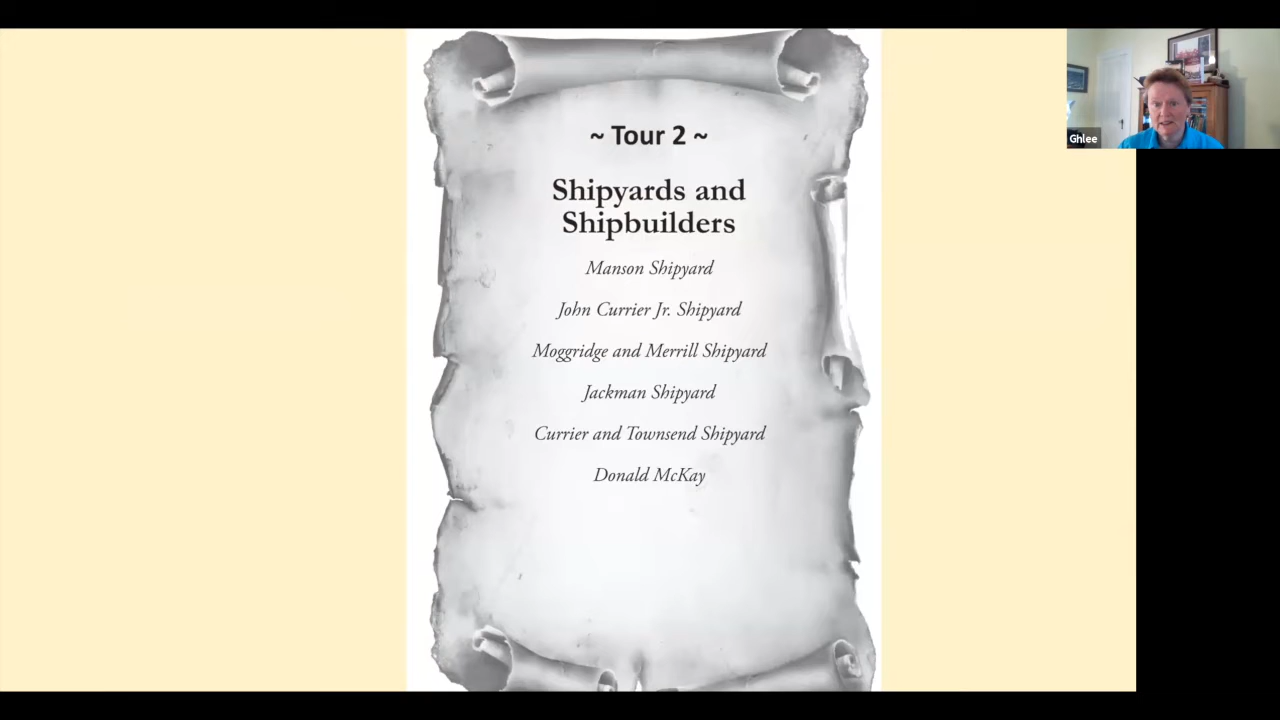 ~ Tour 2 ~
Shipyards and
Shipbuilders
Manson Shipyard
John Currier Jr. Shipyard
Moggridge and Merrill Shipyard
Jackman Shipyard
Currier and Townsend Shipyard
Donald McKay
Ghlee